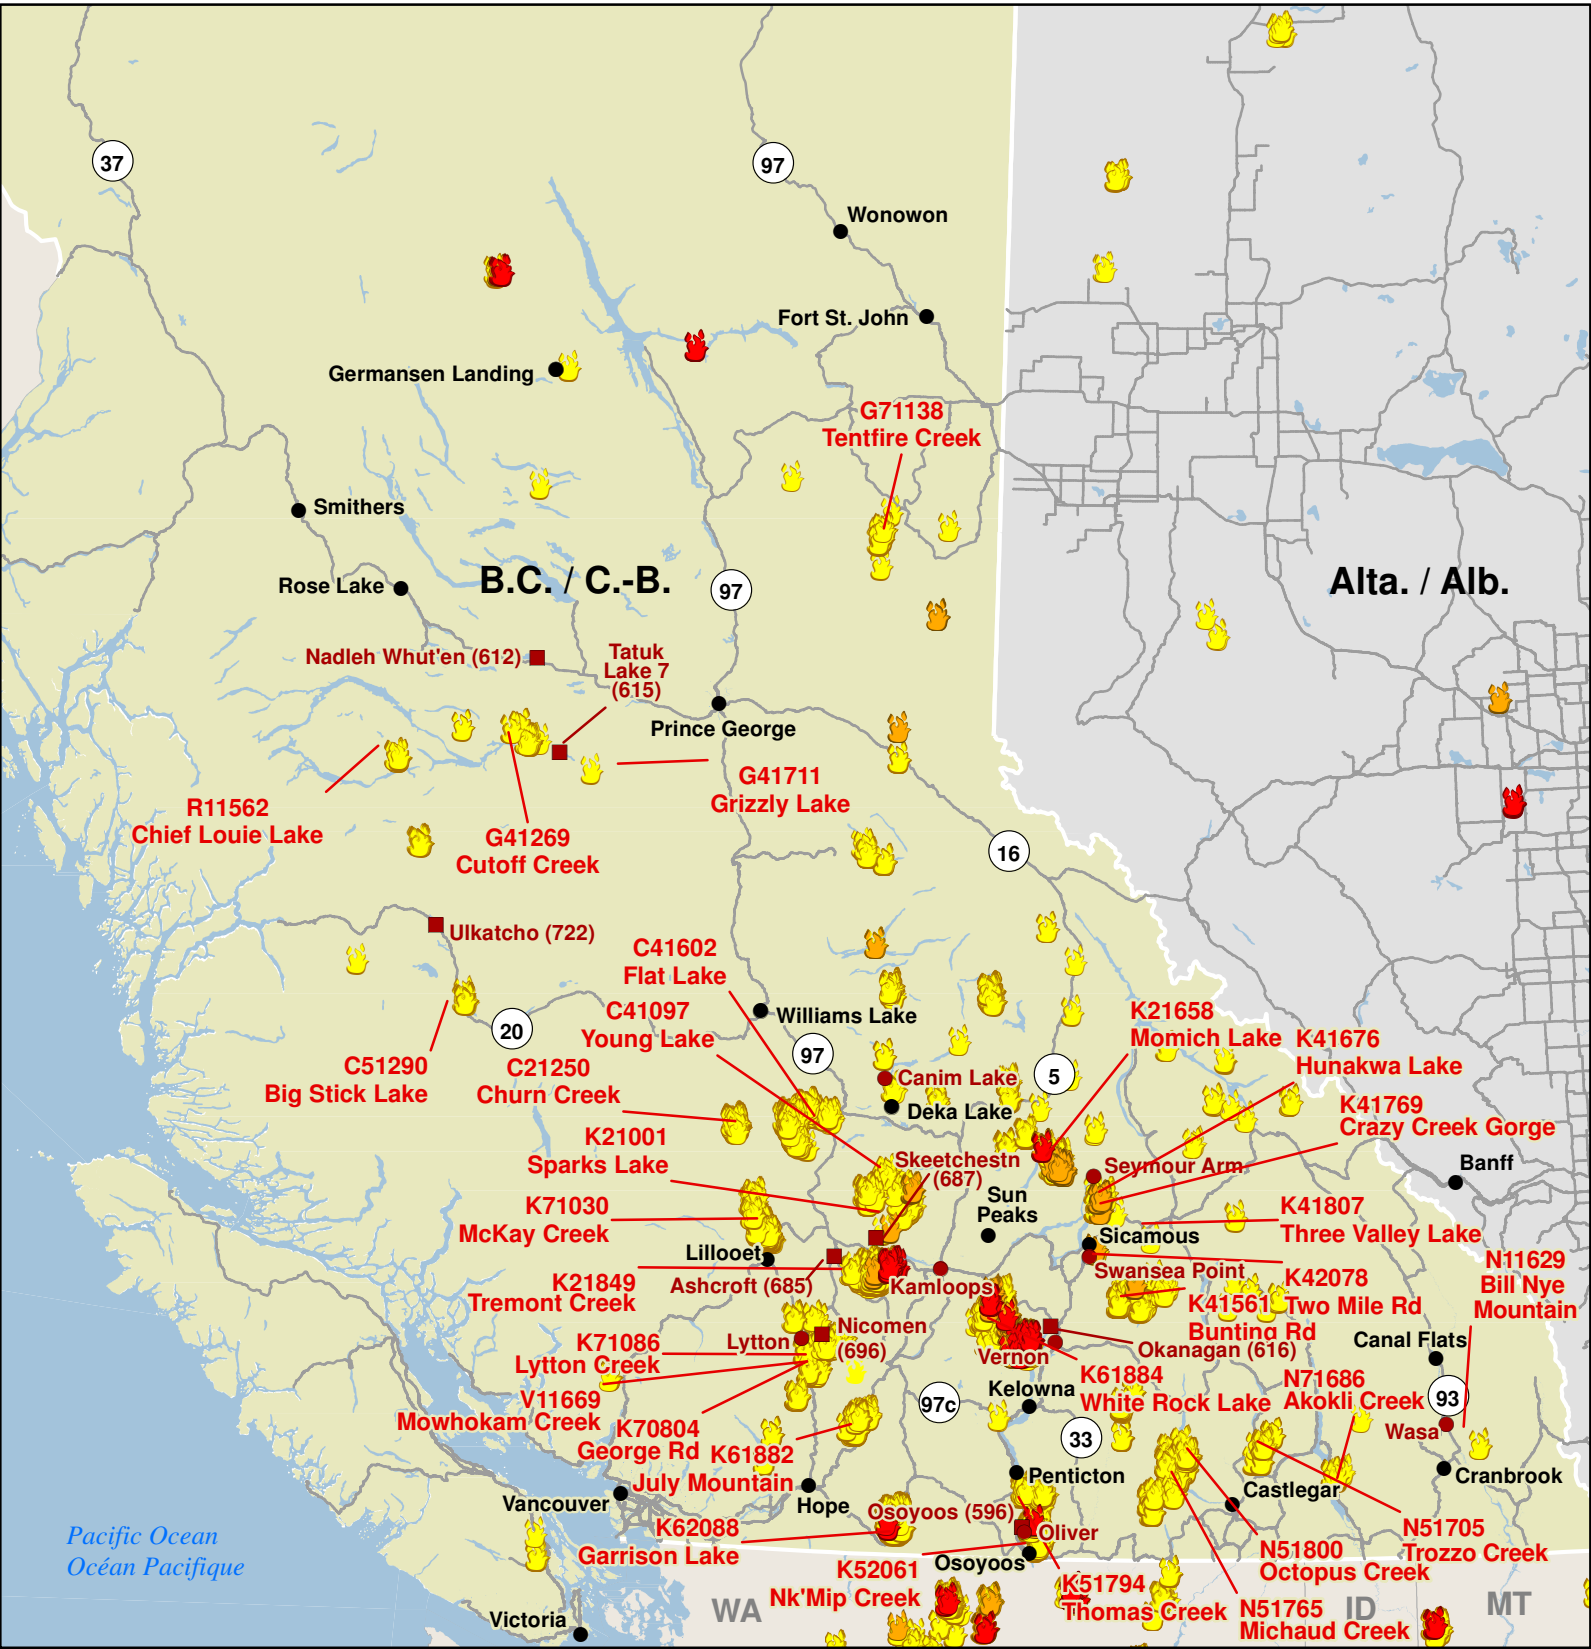 37
97
Wonowon
Fort St. John
Germansen Landing
G71138
Tentfire Creek
Smithers
Rose Lake
B.C. / C.-B.
97
Alta. / Alb.
Nadleh Whut'en (612)
Tatuk
Lake 7
(615)
Prince George
R11562
Chief Louie Lake
G41269
Cutoff Creek
G41711
Grizzly Lake
16
Ulkatcho (722)
C41602
Flat Lake
C41097
Young Lake
Williams Lake
20
97
C51290
Big Stick Lake
C21250
Churn Creek
Canim Lake
Deka Lake
5
K21658
Momich Lake
K41676
Hunakwa Lake
K41769
Crazy Creek Gorge
Banff
K21001
Sparks Lake
Skeetchestn
(687)
Sun
Peaks
Seymour Arm
K71030
McKay Creek
K41807
Three Valley Lake
Sicamous
Lillooet
Ashcroft (685)
Kamloops
Swansea Point
N11629
Bill Nye
Mountain
K21849
Tremont Creek
K42078
Two Mile Rd
K41561
Bunting Rd
Canal Flats
Nicomen
(696)
Lytton
K71086
Lytton Creek
Vernon
Okanagan (616)
K61884
White Rock Lake
N71686
Akokli Creek
93
Wasa
V11669
Mowhokam Creek
Kelowna
97c
33
K70804
George Rd
K61882
July Mountain
Penticton
Castlegar
Cranbrook
Hope
Vancouver
Osoyoos (596)
Oliver
Pacific Ocean
Océan Pacifique
K62088
Garrison Lake
Osoyoos
K52061
Nk'Mip Creek
K51794
Thomas Creek
N51705
Trozzo Creek
N51800
Octopus Creek
N51765
Michaud Creek
Victoria
WA
ID
MT